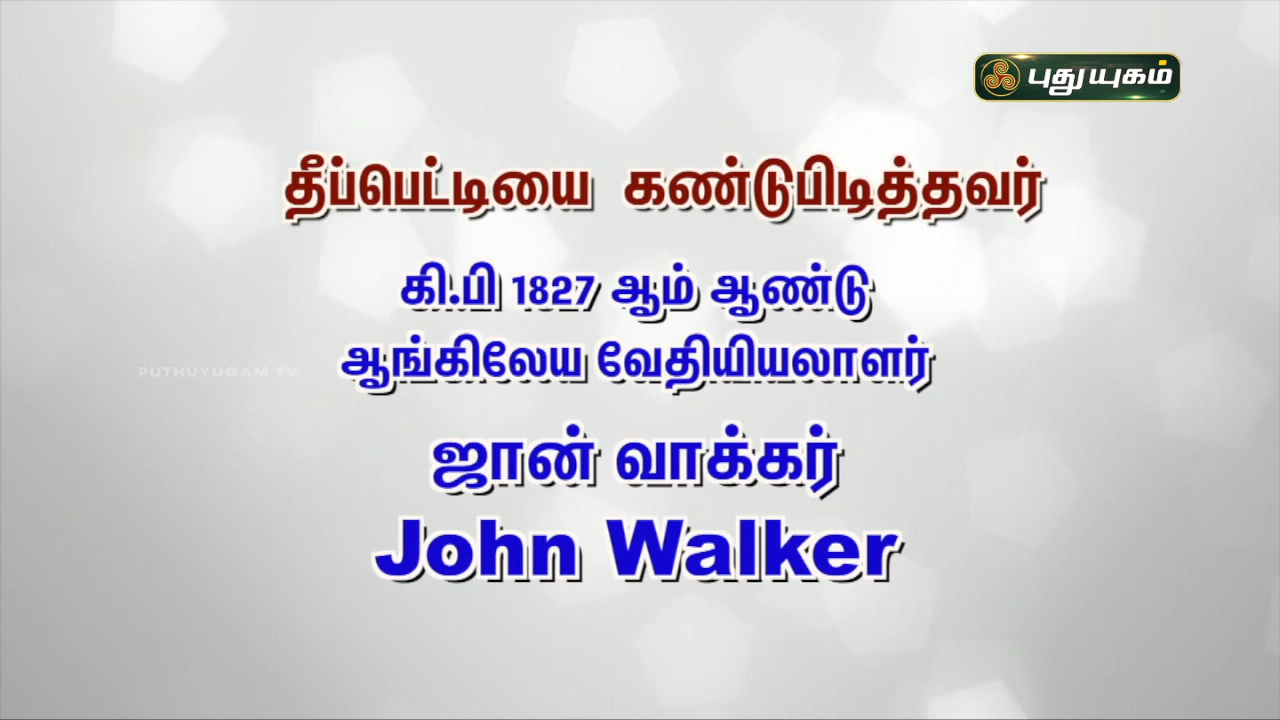 புதுயுகம்
தீப்பெட்டியை கண்டுபிடித்தவர்
கி.பி 1827 ஆம் ஆண்டு
ஆங்கிலேய வேதியியலாளர்
PUTHUYUGAM TV
ஜான் வாக்கர்
John Walker